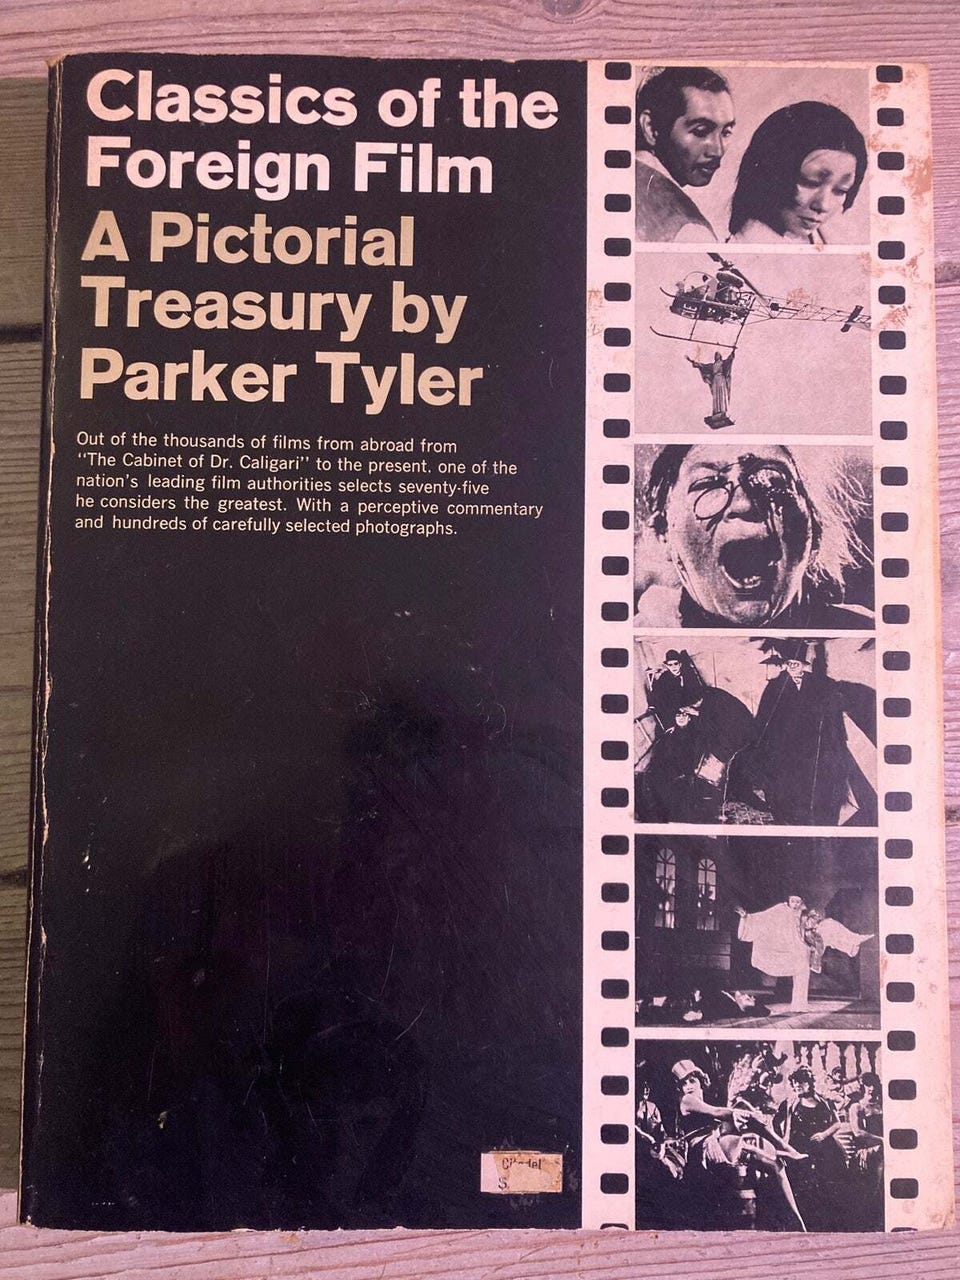 Classics of the
Foreign Film
A Pictorial
Treasury by
Parker Tyler
Out of the thousands of films from abroad from
"The Cabinet of Dr. Caligari" to the present, one of the
nation's leading film authorities selects seventy-five
he considers the greatest. With a perceptive commentary
and hundreds of carefully selected photographs.
$